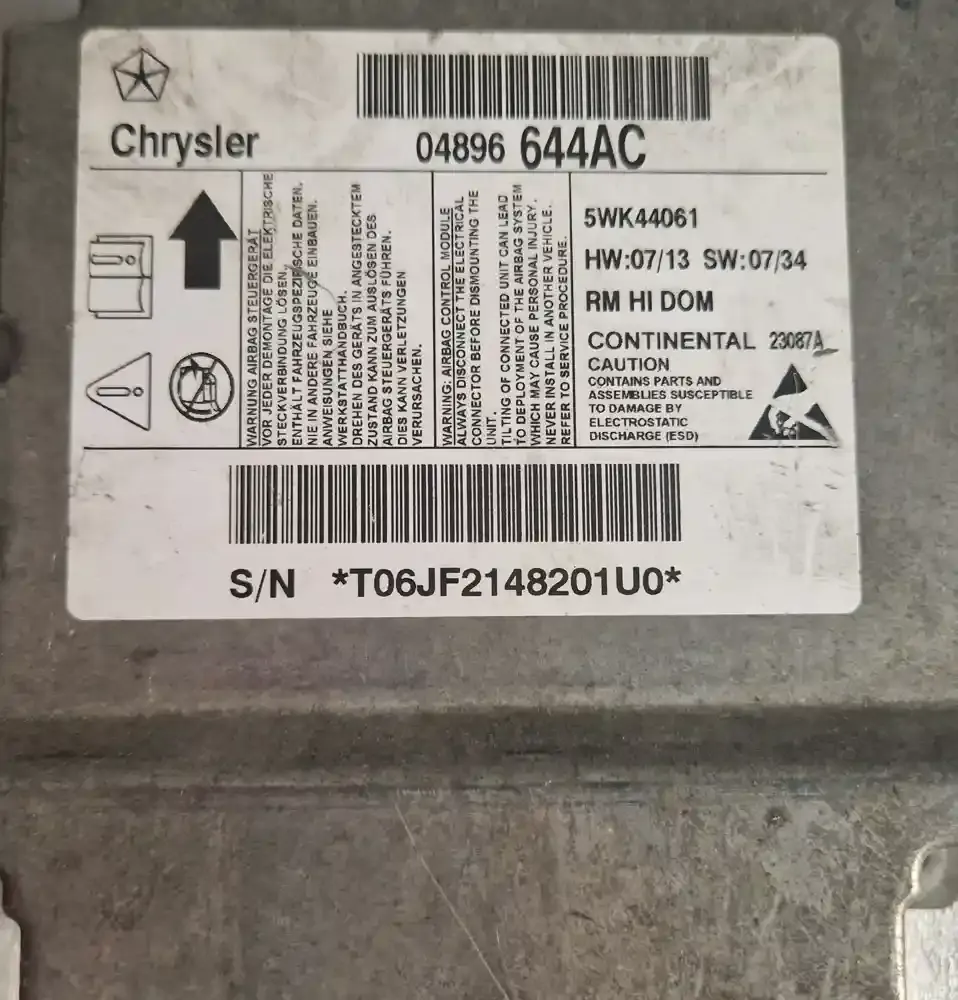 Chrysler
04896 644AC
WARNUNG AIRBAG STEUERGERÄT
VOR JEDER DEMONTAGE DIE ELEKTRISCHE
STECKVERBINDUNG LÖSEN.
ENTHÄLT FAHRZEUGSPEZIFISCHE DATEN.
NIE IN ANDERE FAHRZEUGE EINBAUEN.
ANWEISUNGEN SIEHE
WERKSTATTHANDBUCH.
DREHEN DES GERÄTS IN ANGESTECKTEM
ZUSTAND KANN ZUM AUSLÖSEN DES
AIRBAG STEUERGERÄTS FÜHREN.
DIES KANN VERLETZUNGEN
VERURSACHEN.
WARNING: AIRBAG CONTROL MODULE
ALWAYS DISCONNECT THE ELECTRICAL
CONNECTOR BEFORE DISMOUNTING THE
UNIT.
TILTING OF CONNECTED UNIT CAN LEAD
TO DEPLOYMENT OF THE AIRBAG SYSTEM
WHICH MAY CAUSE PERSONAL INJURY.
NEVER INSTALL IN ANOTHER VEHICLE.
REFER TO SERVICE PROCEDURE.
5WK44061
HW:07/13 SW:07/34
RM HI DOM
CONTINENTAL 23087A
CAUTION
CONTAINS PARTS AND
ASSEMBLIES SUSCEPTIBLE
TO DAMAGE BY
ELECTROSTATIC
DISCHARGE (ESD)
S/N *T06JF2148201U0*